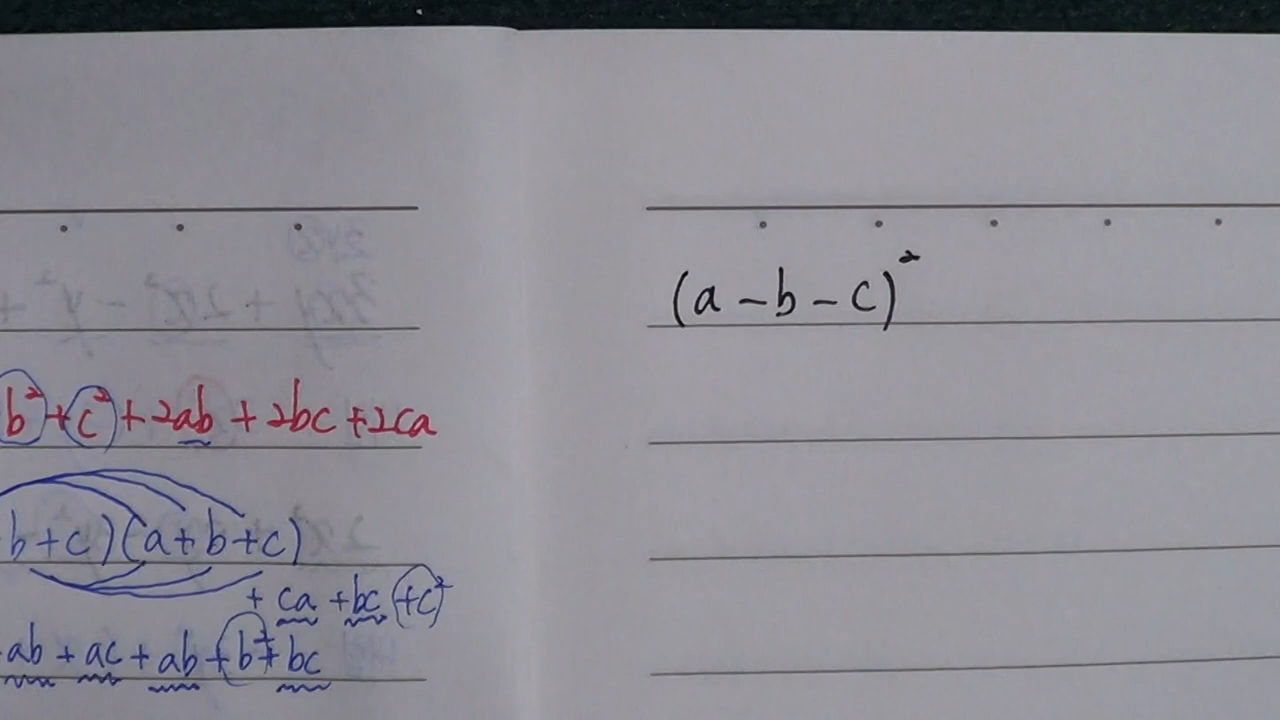 b²+c²+2ab+2bc+2ca
b+c)(a+b+c)
+ca+bc+c²
ab+ac+ab+b²+bc
(a-b-c)²